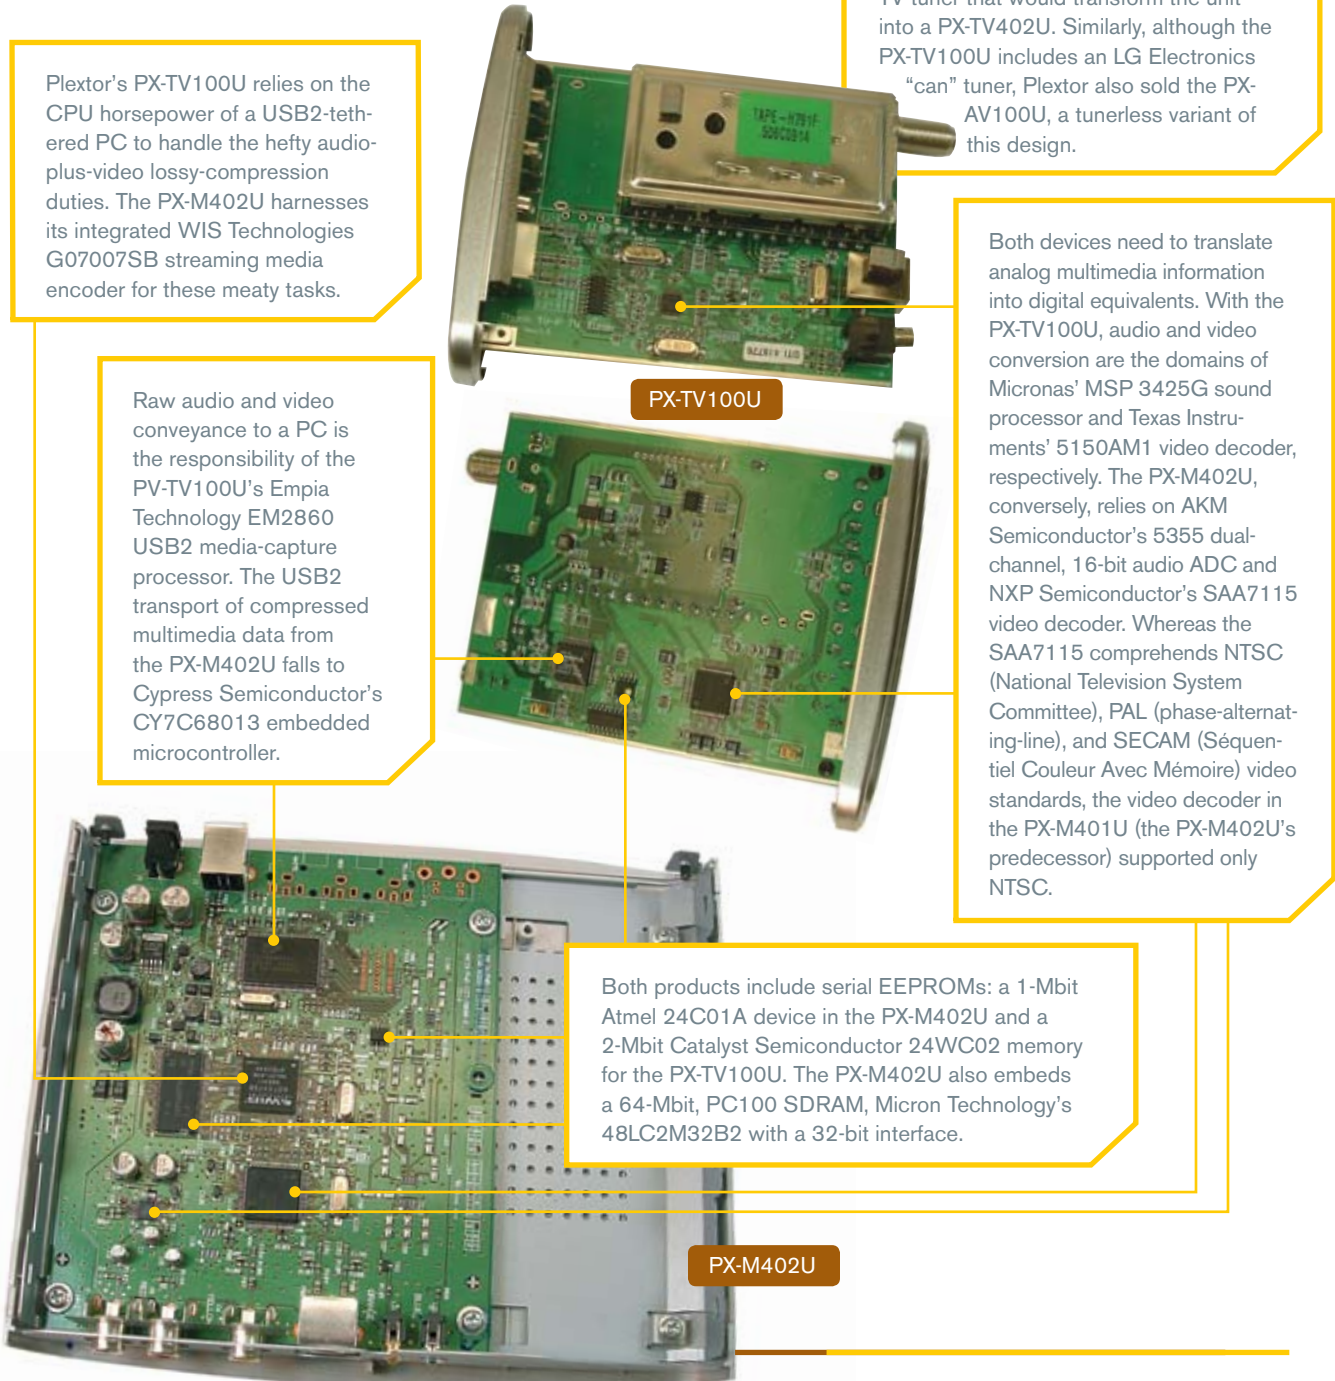 TV tuner that would transform the unit
into a PX-TV402U. Similarly, although the
PX-TV100U includes an LG Electronics
“can” tuner, Plextor also sold the PX-
AV100U, a tunerless variant of
this design.
Plextor’s PX-TV100U relies on the
CPU horsepower of a USB2-teth-
ered PC to handle the hefty audio-
plus-video lossy-compression
duties. The PX-M402U harnesses
its integrated WIS Technologies
G07007SB streaming media
encoder for these meaty tasks.
TAPE-H791F
PX-TV100U
Raw audio and video
conveyance to a PC is
the responsibility of the
PV-TV100U’s Empia
Technology EM2860
USB2 media-capture
processor. The USB2
transport of compressed
multimedia data from
the PX-M402U falls to
Cypress Semiconductor’s
CY7C68013 embedded
microcontroller.
Both devices need to translate
analog multimedia information
into digital equivalents. With the
PX-TV100U, audio and video
conversion are the domains of
Micronas’ MSP 3425G sound
processor and Texas Instru-
ments’ 5150AM1 video decoder,
respectively. The PX-M402U,
conversely, relies on AKM
Semiconductor’s 5355 dual-
channel, 16-bit audio ADC and
NXP Semiconductor’s SAA7115
video decoder. Whereas the
SAA7115 comprehends NTSC
(National Television System
Committee), PAL (phase-alternat-
ing-line), and SECAM (Séquen-
tiel Couleur Avec Mémoire) video
standards, the video decoder in
the PX-M401U (the PX-M402U’s
predecessor) supported only
NTSC.
Both products include serial EEPROMs: a 1-Mbit
Atmel 24C01A device in the PX-M402U and a
2-Mbit Catalyst Semiconductor 24WC02 memory
for the PX-TV100U. The PX-M402U also embeds
a 64-Mbit, PC100 SDRAM, Micron Technology’s
48LC2M32B2 with a 32-bit interface.
PX-M402U